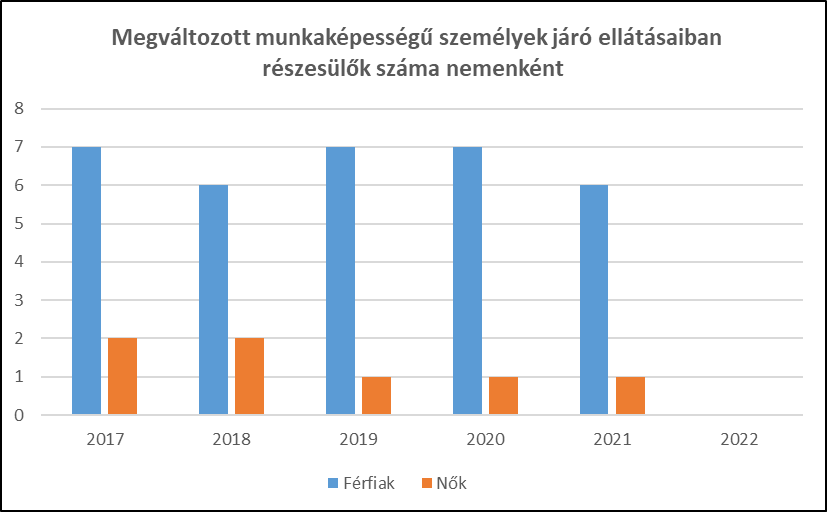 Megváltozott munkaképességű személyek járó ellátásaiban
részesülők száma nemenként
8
7
6
5
4
3
2
1
0
2017 2018 2019 2020 2021 2022
Férfiak Nők